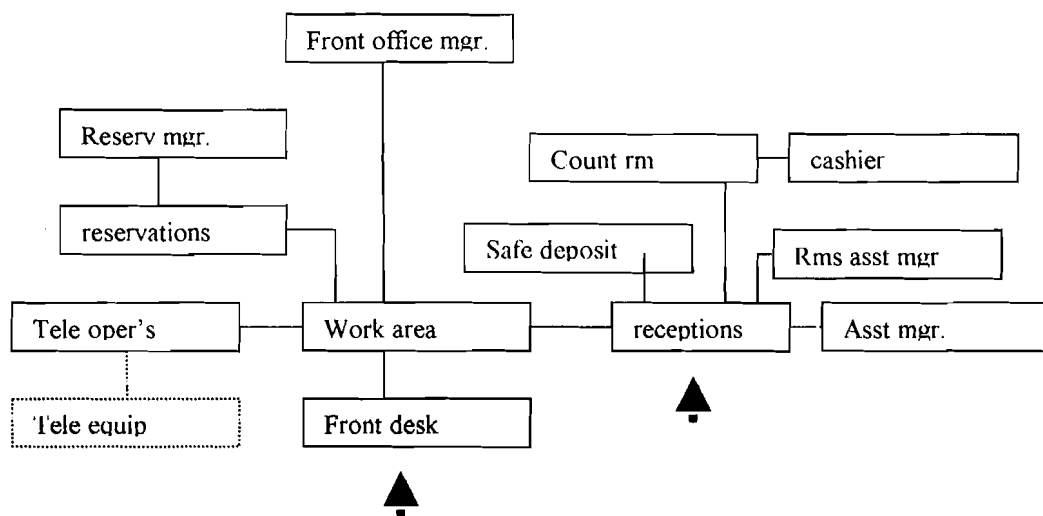 Front office mgr.
Reserv mgr.
Count rm
cashier
reservations
Safe deposit
Rms asst mgr
Tele oper's
Work area
receptions
Asst mgr.
Tele equip
Front desk